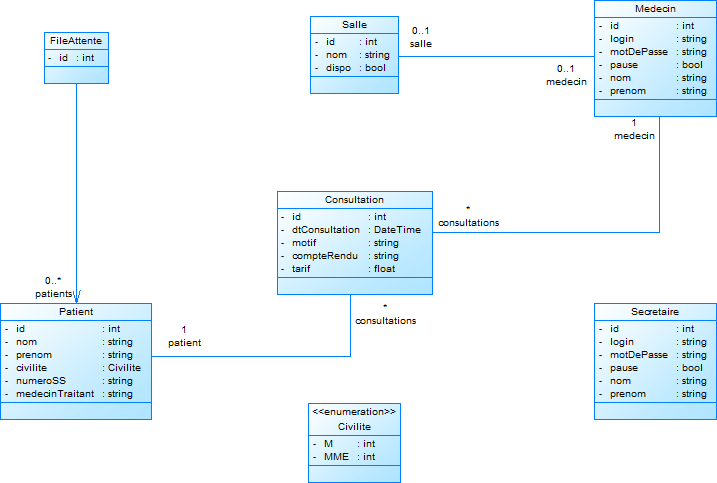 FileAttente
- id : int
Salle
- id : int
- nom : string
- dispo : bool
0..1
salle
0..1
medecin
Medecin
- id : int
- login : string
- motDePasse : string
- pause : bool
- nom : string
- prenom : string
1
medecin
Consultation
- id : int
- dtConsultation : DateTime
- motif : string
- compteRendu : string
- tarif : float
*
consultations
*
consultations
0..*
patients
Patient
- id : int
- nom : string
- prenom : string
- civilite : Civilite
- numeroSS : string
- medecinTraitant : string
1
patient
Secretaire
- id : int
- login : string
- motDePasse : string
- pause : bool
- nom : string
- prenom : string
<<enumeration>>
Civilite
- M : int
- MME : int